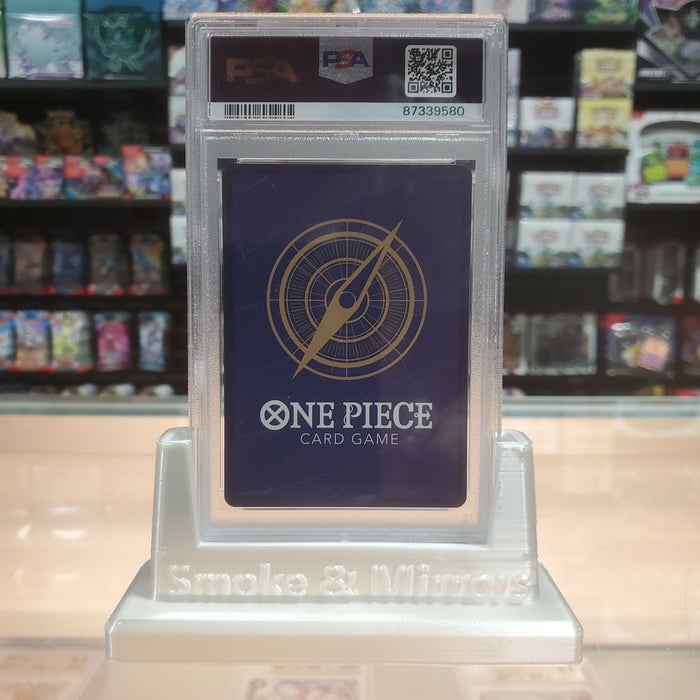 PSA
PSA
87339580
ONE PIECE
CARD GAME
Smoke & Mirrors